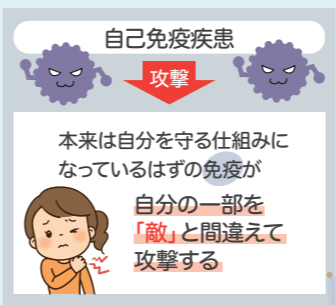 自己免疫疾患
攻撃
本来は自分を守る仕組みに
なっているはずの免疫が
自分の一部を
「敵」と間違えて
攻撃する